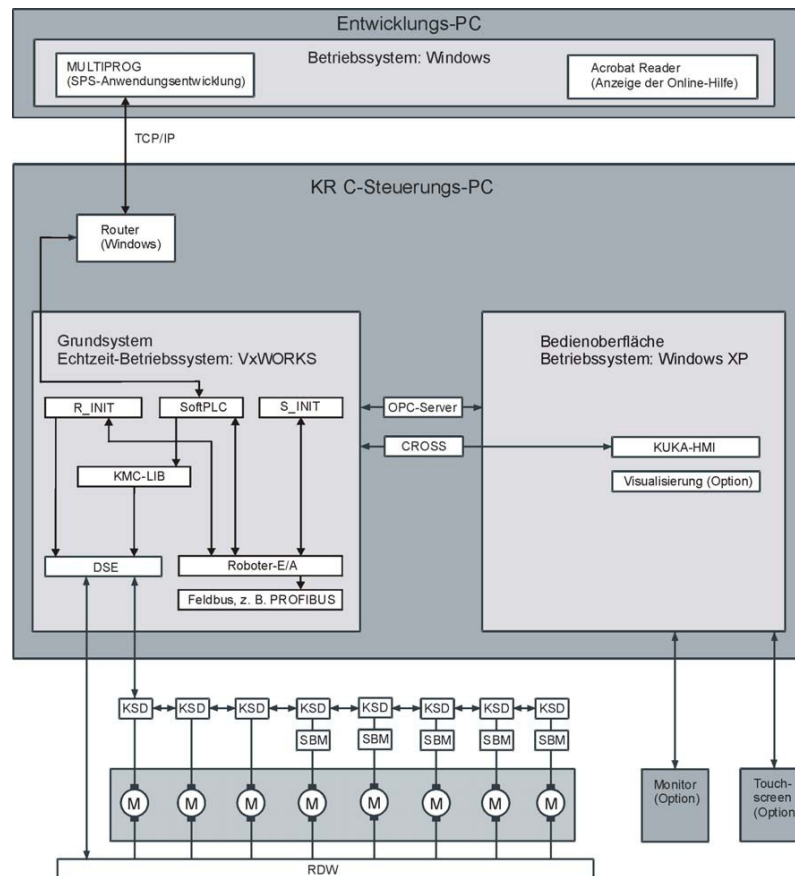 Entwicklungs-PC
Betriebssystem: Windows
MULTIPROG
(SPS-Anwendungsentwicklung)
Acrobat Reader
(Anzeige der Online-Hilfe)
TCP/IP
KR C-Steuerungs-PC
Router
(Windows)
Grundsystem
Echtzeit-Betriebssystem: VxWORKS
Bedienoberfläche
Betriebssystem: Windows XP
R_INIT
SoftPLC
S_INIT
OPC-Server
CROSS
KUKA-HMI
KMC-LIB
Visualisierung (Option)
DSE
Roboter-E/A
Feldbus, z. B. PROFIBUS
KSD
KSD
KSD
KSD
KSD
KSD
KSD
KSD
SBM
SBM
SBM
SBM
SBM
M
M
M
M
M
M
M
M
Monitor
(Option)
Touch-
screen
(Option
RDW